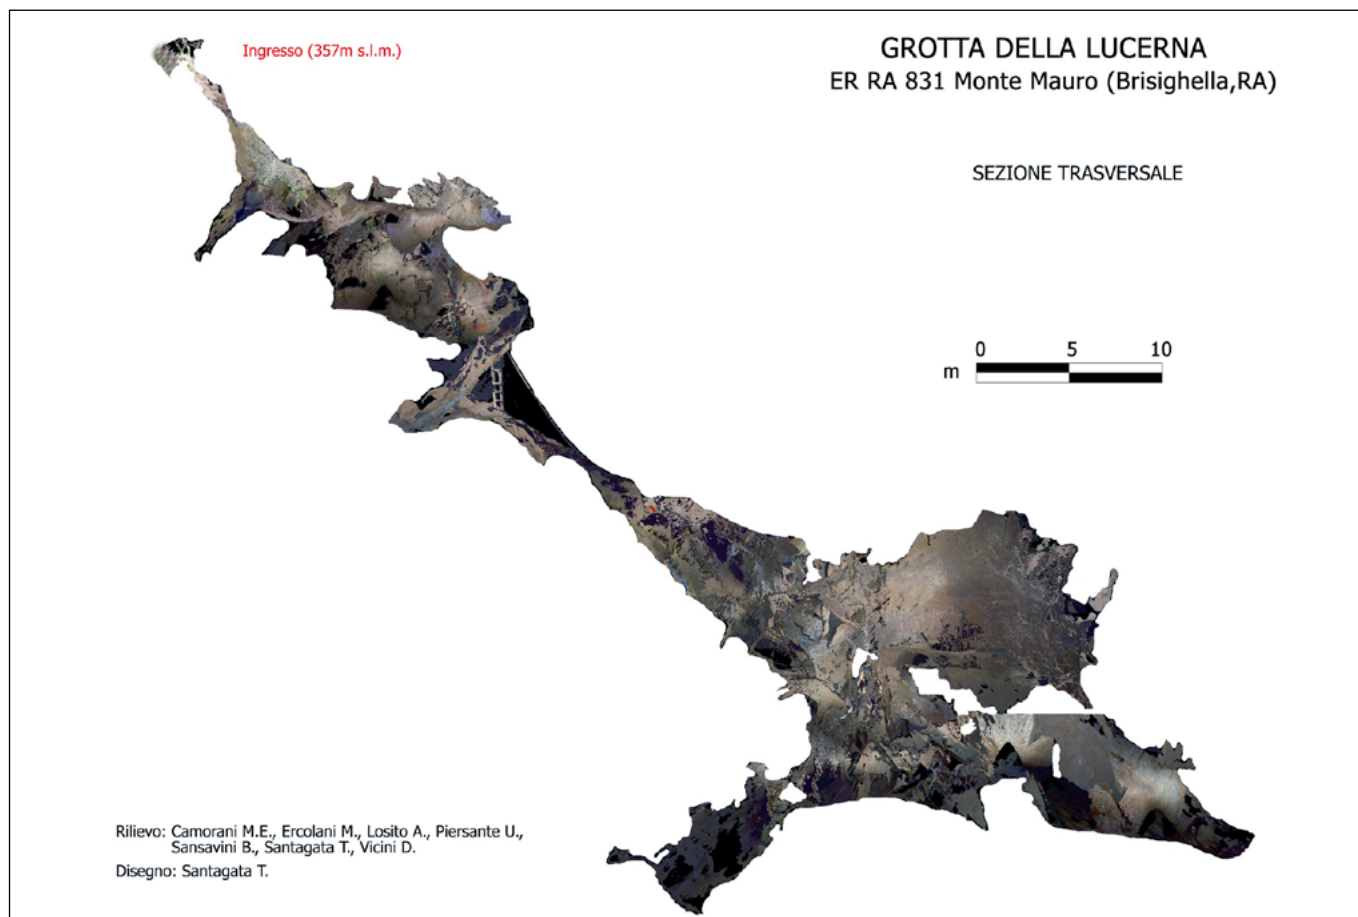 Ingresso (357m s.l.m.)
GROTTA DELLA LUCERNA
ER RA 831 Monte Mauro (Brisighella,RA)
SEZIONE TRASVERSALE
0 5 10
m
Rilievo: Camorani M.E., Ercolani M., Losito A., Piersante U.,
Sansavini B., Santagata T., Vicini D.
Disegno: Santagata T.